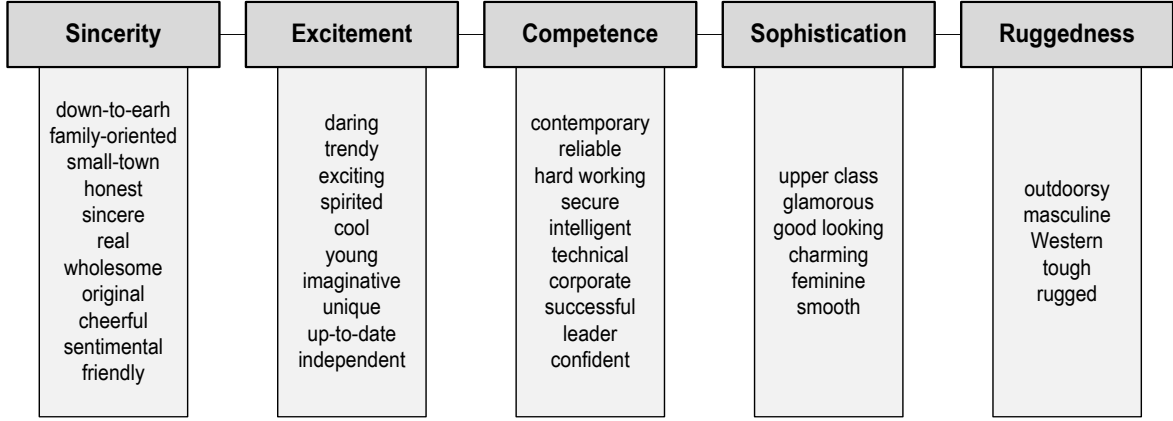 Sincerity
down-to-earh
family-oriented
small-town
honest
sincere
real
wholesome
original
cheerful
sentimental
friendly
Excitement
daring
trendy
exciting
spirited
cool
young
imaginative
unique
up-to-date
independent
Competence
contemporary
reliable
hard working
secure
intelligent
technical
corporate
successful
leader
confident
Sophistication
upper class
glamorous
good looking
charming
feminine
smooth
Ruggedness
outdoorsy
masculine
Western
tough
rugged